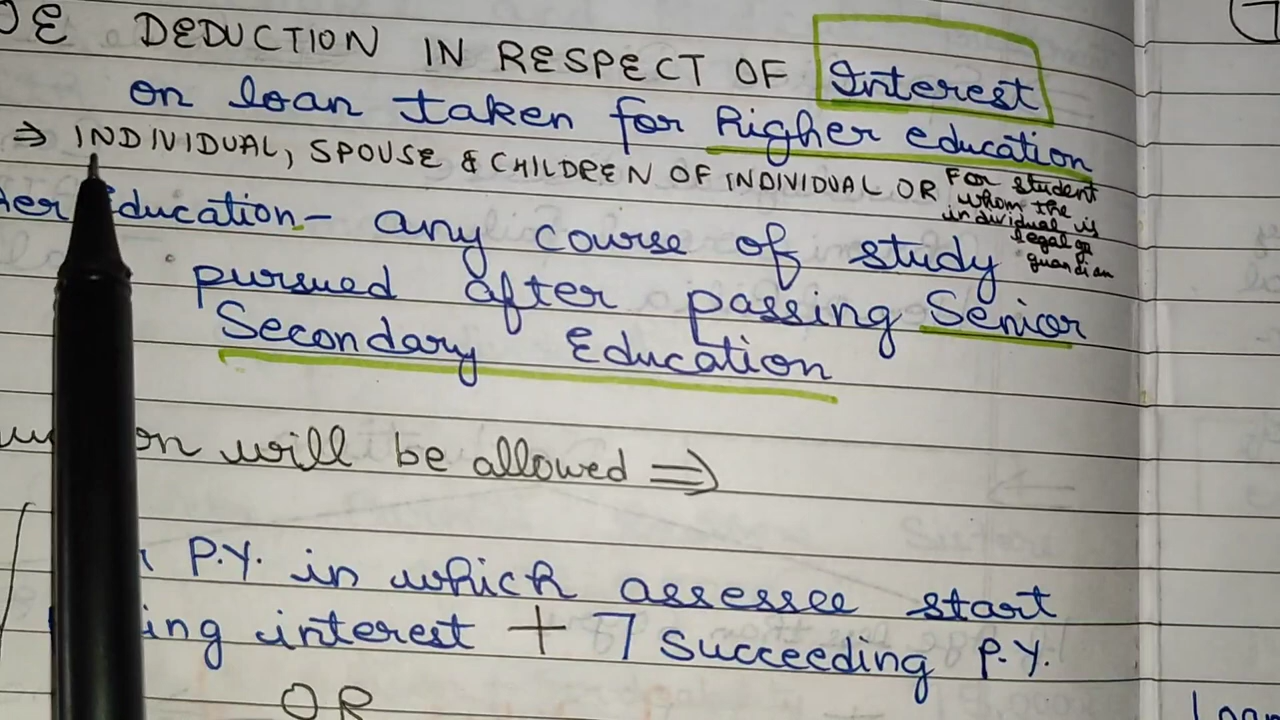 DEDUCTION IN RESPECT OF Interest
on loan taken for Higher education
⇒ INDIVIDUAL, SPOUSE & CHILDREN OF INDIVIDUAL OR For student
whom the
individual is
legal
guardian
Education - any course of study
pursued after passing Senior
Secondary Education
will be allowed ⇒
P.Y. in which assessee start
interest + 7 succeeding P.Y.
OR